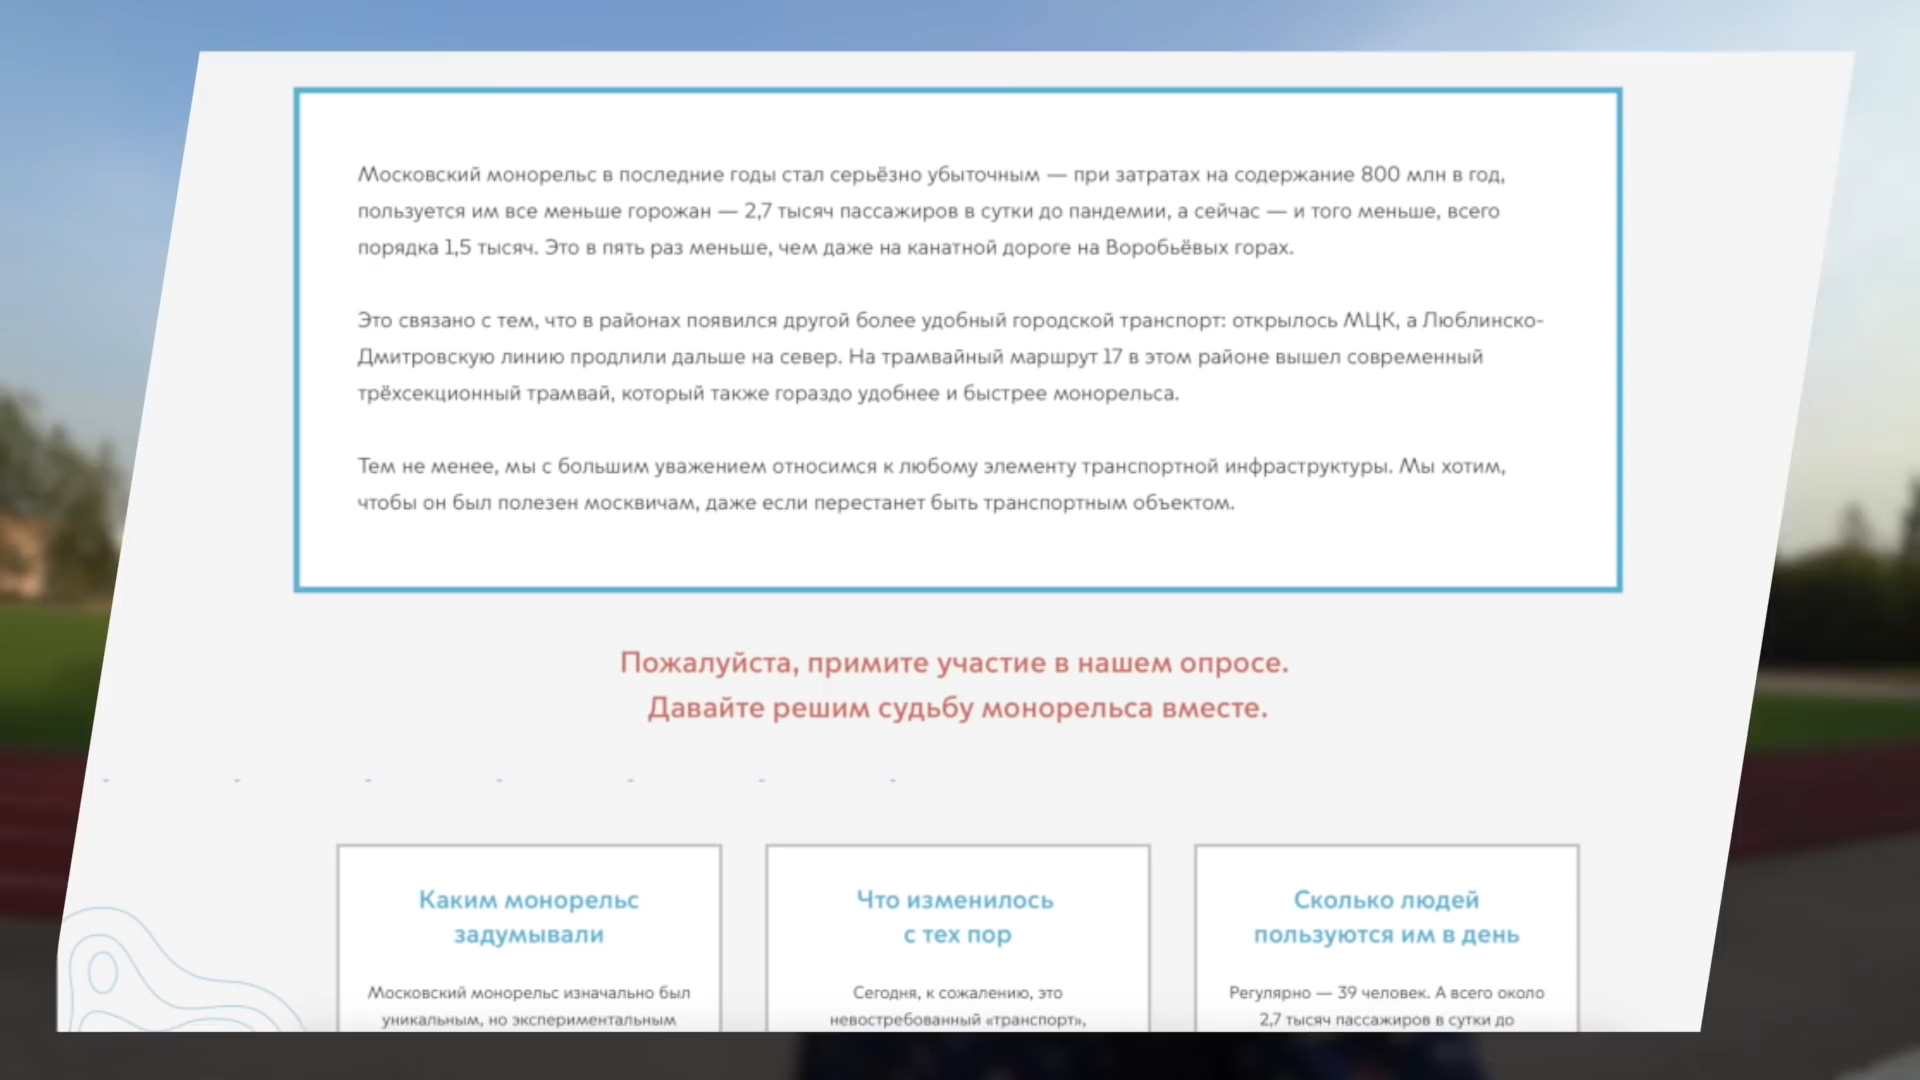 Московский монорельс в последние годы стал серьёзно убыточным — при затратах на содержание 800 млн в год,
пользуется им все меньше горожан — 2,7 тысяч пассажиров в сутки до пандемии, а сейчас — и того меньше, всего
порядка 1,5 тысяч. Это в пять раз меньше, чем даже на канатной дороге на Воробьёвых горах.
Это связано с тем, что в районах появился другой более удобный городской транспорт: открылось МЦК, а Люблинско-
Дмитровскую линию продлили дальше на север. На трамвайный маршрут 17 в этом районе вышел современный
трёхсекционный трамвай, который также гораздо удобнее и быстрее монорельса.
Тем не менее, мы с большим уважением относимся к любому элементу транспортной инфраструктуры. Мы хотим,
чтобы он был полезен москвичам, даже если перестанет быть транспортным объектом.
Пожалуйста, примите участие в нашем опросе.
Давайте решим судьбу монорельса вместе.
Каким монорельс
задумывали
Московский монорельс изначально был
уникальным, но экспериментальным
Что изменилось
с тех пор
Сегодня, к сожалению, это
невостребованный «транспорт»,
Сколько людей
пользуются им в день
Регулярно — 39 человек. А всего около
2,7 тысяч пассажиров в сутки до